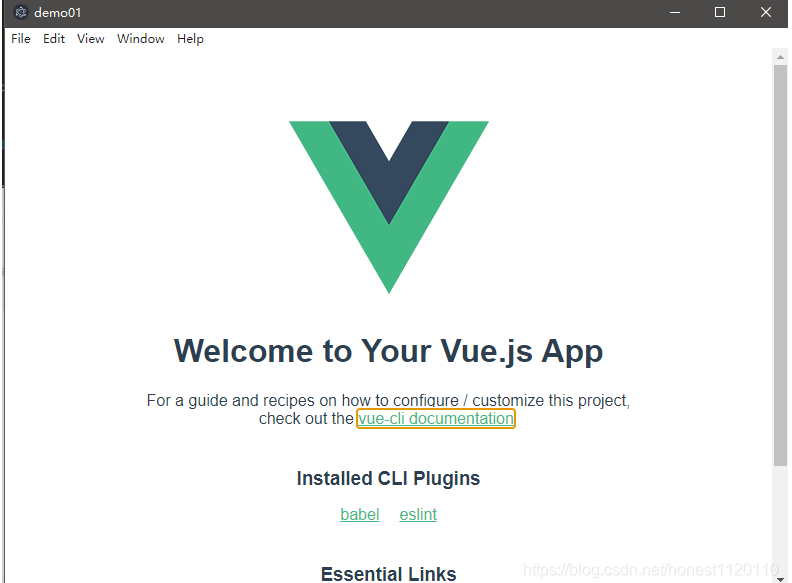 demo01
File Edit View Window Help
Welcome to Your Vue.js App
For a guide and recipes on how to configure / customize this project,
check out the vue-cli documentation
Installed CLI Plugins
babel eslint
Essential Links
https://blog.csdn.net/honest1120110